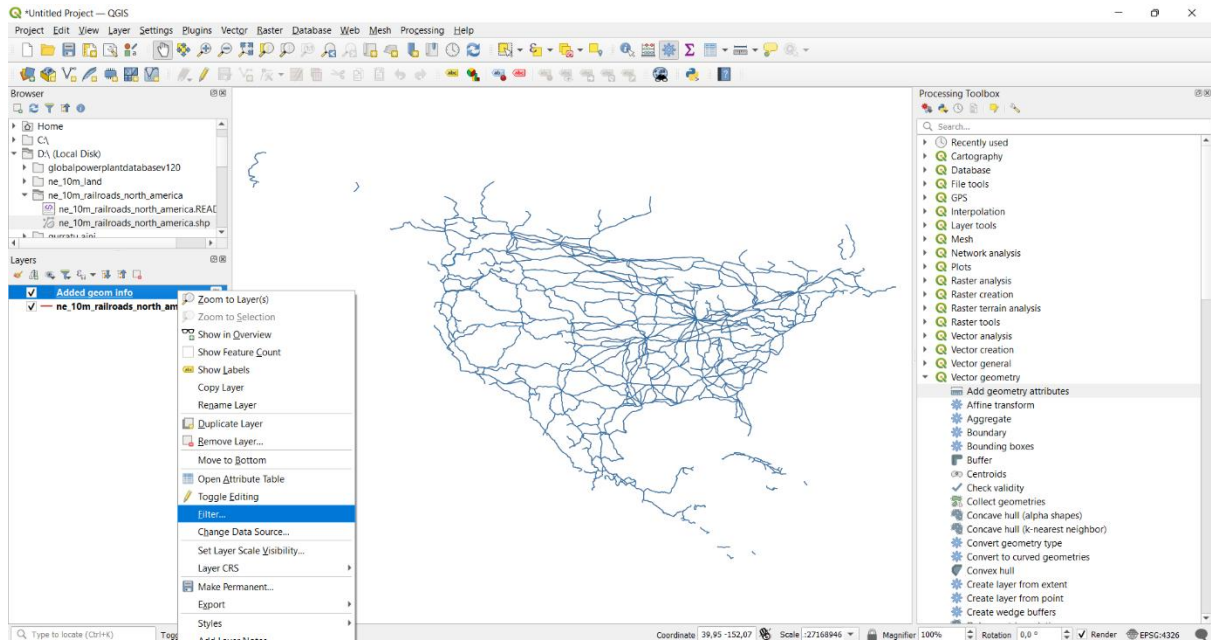 *Untitled Project — QGIS
Project Edit View Layer Settings Plugins Vector Raster Database Web Mesh Processing Help
Browser
Home
C:\
D:\ (Local Disk)
globalpowerplantdatabasev120
ne_10m_land
ne_10m_railroads_north_america
ne_10m_railroads_north_america.READ
ne_10m_railroads_north_america.shp
qurratu aini
Layers
Added geom info
ne_10m_railroads_north_am
Zoom to Layer(s)
Zoom to Selection
Show in Overview
Show Feature Count
Show Labels
Copy Layer
Rename Layer
Duplicate Layer
Remove Layer...
Move to Bottom
Open Attribute Table
Toggle Editing
Filter...
Change Data Source...
Set Layer Scale Visibility...
Layer CRS
Make Permanent...
Export
Styles
Add Layer Notes
Processing Toolbox
Search...
Recently used
Cartography
Database
File tools
GPS
Interpolation
Layer tools
Mesh
Network analysis
Plots
Raster analysis
Raster creation
Raster terrain analysis
Raster tools
Vector analysis
Vector creation
Vector general
Vector geometry
Add geometry attributes
Affine transform
Aggregate
Boundary
Bounding boxes
Buffer
Centroids
Check validity
Collect geometries
Concave hull (alpha shapes)
Concave hull (k-nearest neighbor)
Convert geometry type
Convert to curved geometries
Convex hull
Create layer from extent
Create layer from point
Create wedge buffers
Type to locate (Ctrl+K) Togg Coordinate 39,95 -152,07 Scale :27168946 Magnifier 100% Rotation 0,0 ° Render EPSG:4326